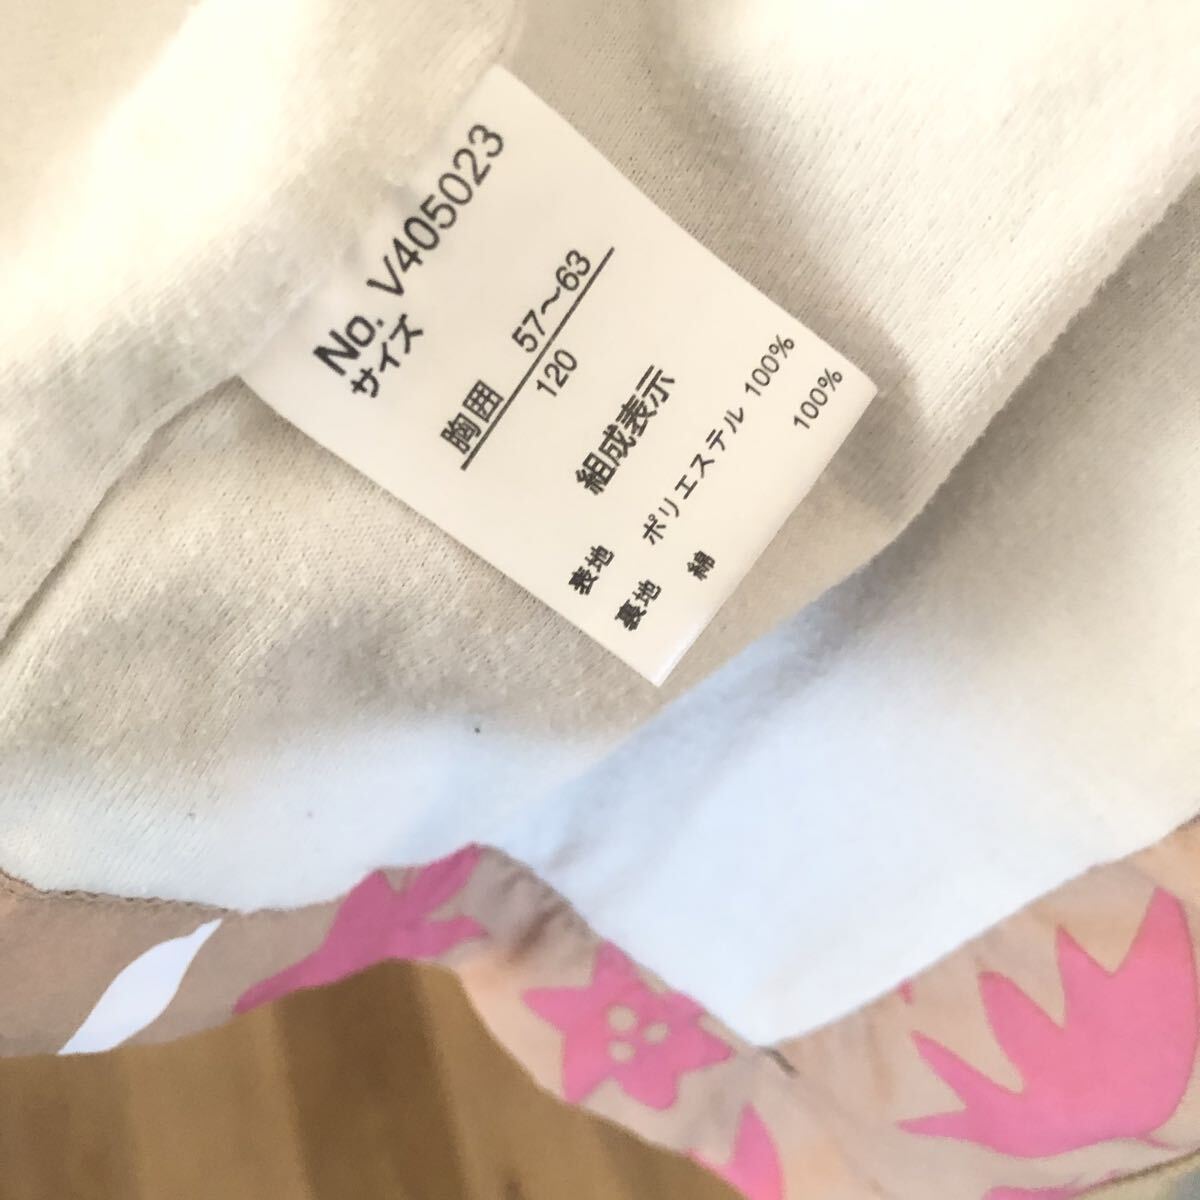 No. V405023
サイズ
胸囲 57～63
120
組成表示
表地 ポリエステル 100%
裏地 綿 100%